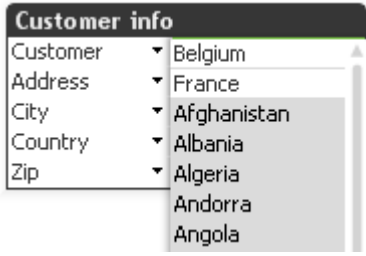 Customer info
Customer
Address
City
Country
Zip
Belgium
France
Afghanistan
Albania
Algeria
Andorra
Angola